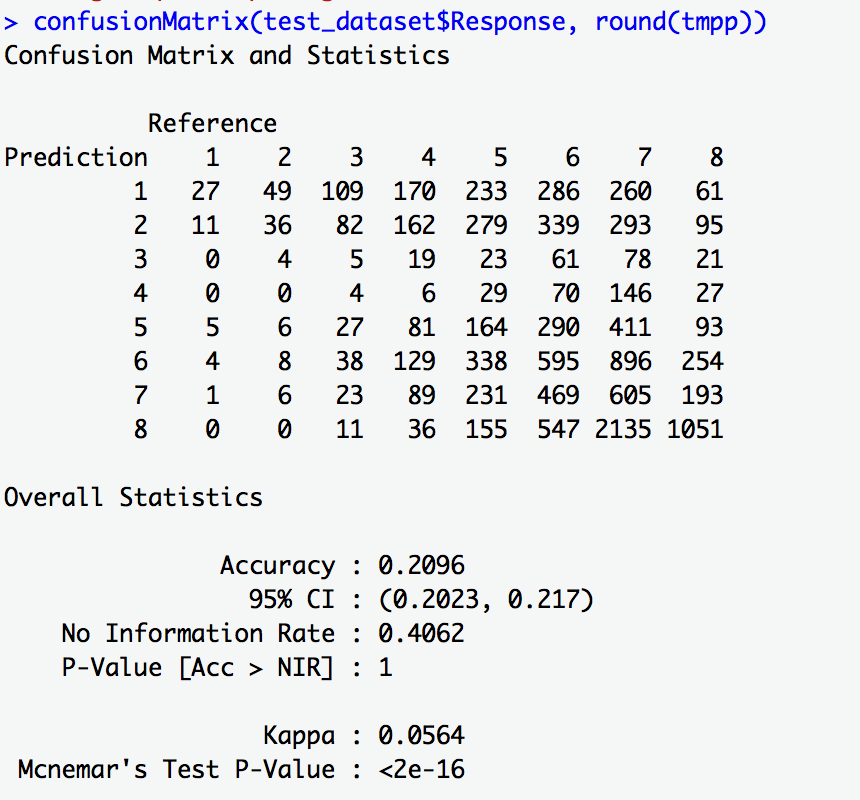 > confusionMatrix(test_dataset$Response, round(tmpp))
Confusion Matrix and Statistics
Reference
Prediction 1 2 3 4 5 6 7 8
1 27 49 109 170 233 286 260 61
2 11 36 82 162 279 339 293 95
3 0 4 5 19 23 61 78 21
4 0 0 4 6 29 70 146 27
5 5 6 27 81 164 290 411 93
6 4 8 38 129 338 595 896 254
7 1 6 23 89 231 469 605 193
8 0 0 11 36 155 547 2135 1051
Overall Statistics
Accuracy : 0.2096
95% CI : (0.2023, 0.217)
No Information Rate : 0.4062
P-Value [Acc > NIR] : 1
Kappa : 0.0564
Mcnemar's Test P-Value : <2e-16